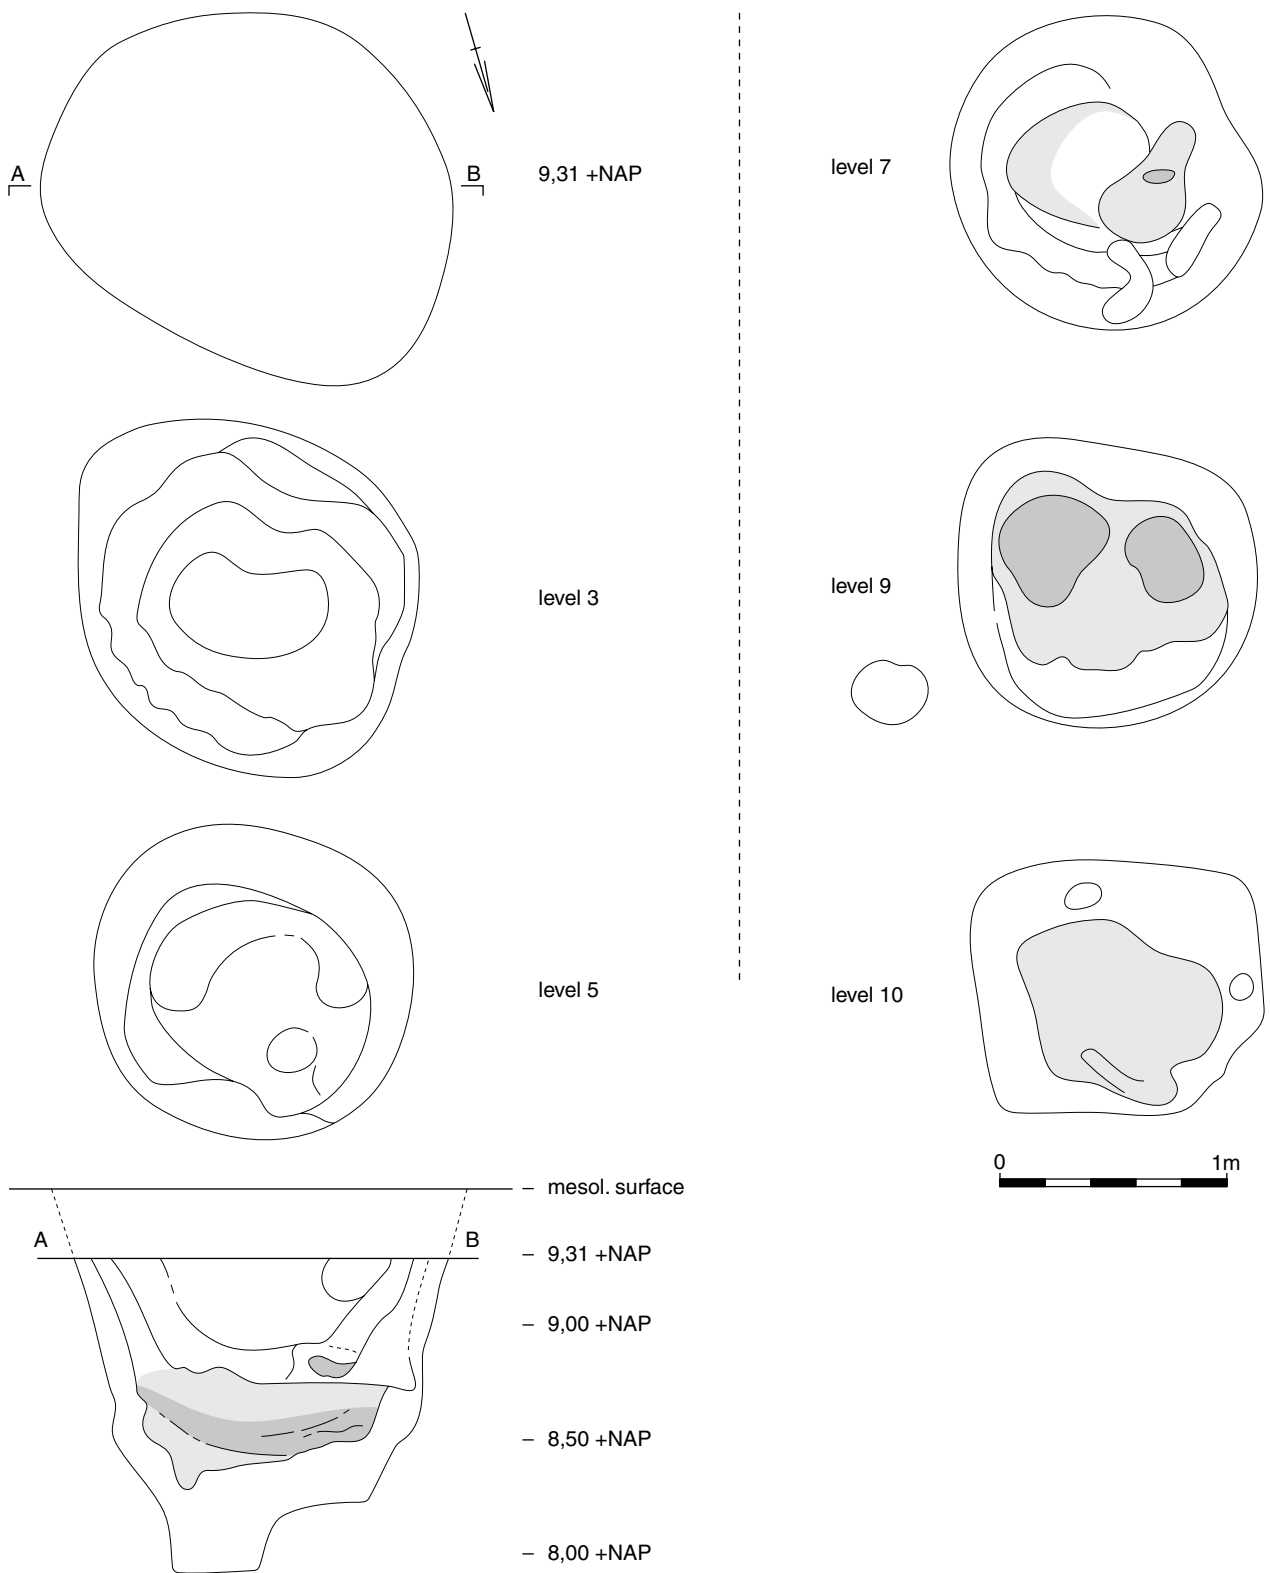 A
B
9,31 +NAP
level 3
level 5
mesol. surface
A
B
9,31 +NAP
9,00 +NAP
8,50 +NAP
8,00 +NAP
level 7
level 9
level 10
0 1m